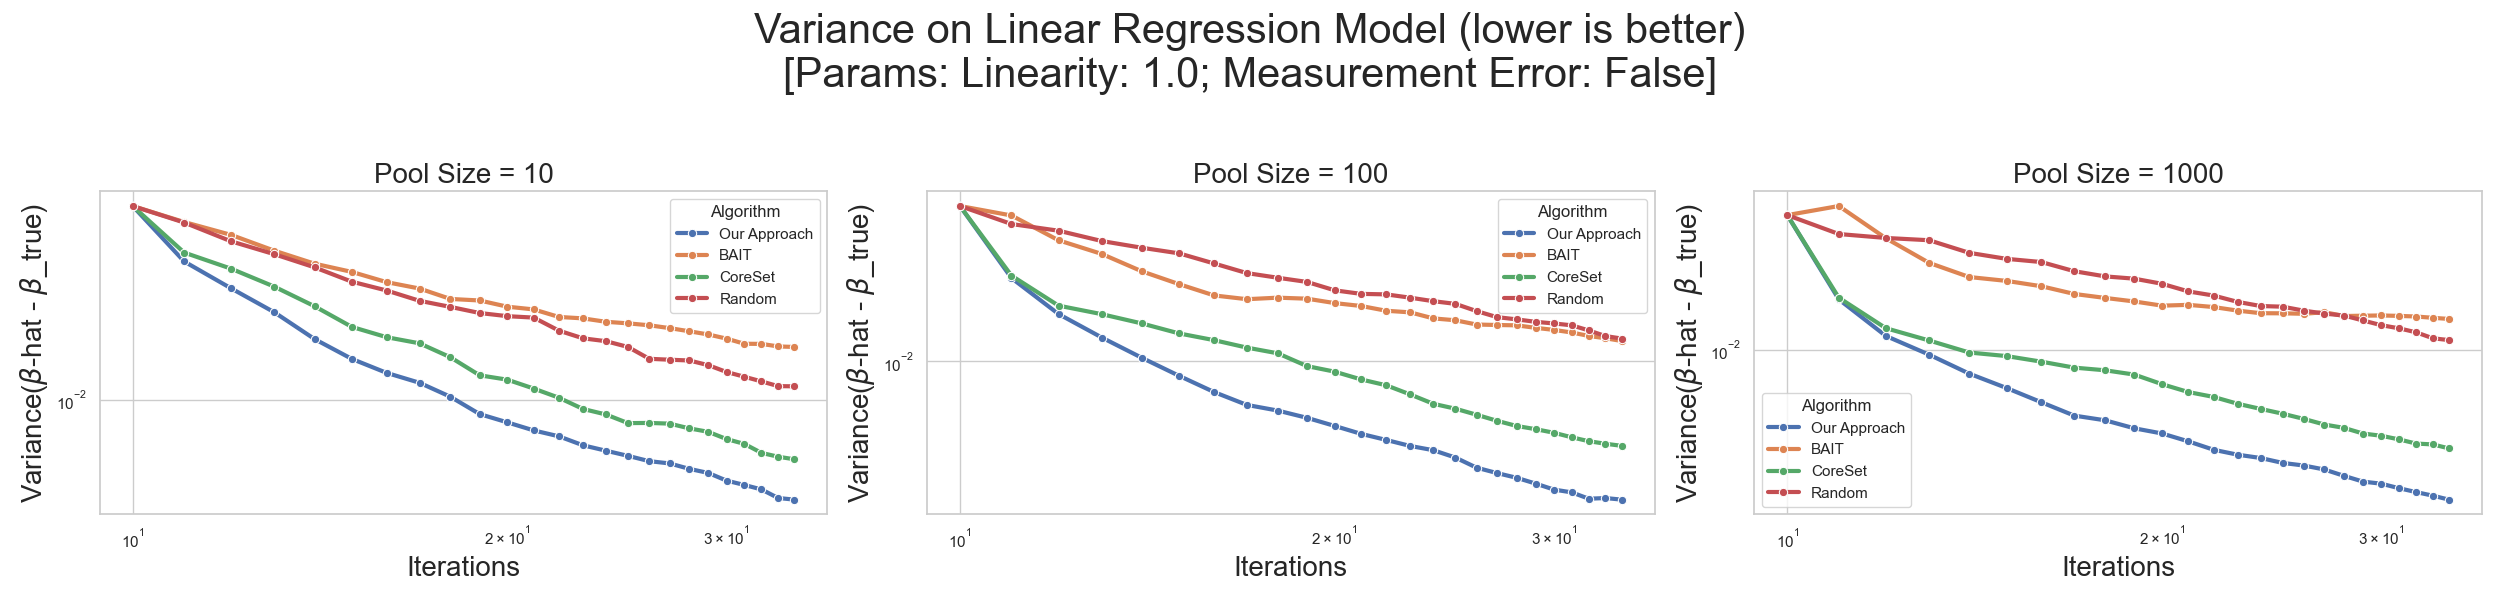 Variance on Linear Regression Model (lower is better)
[Params: Linearity: 1.0; Measurement Error: False]
Pool Size = 10
Variance(β-hat - β_true)
10⁻²
Algorithm
Our Approach
BAIT
CoreSet
Random
10¹
2 × 10¹
3 × 10¹
Iterations
Pool Size = 100
Variance(β-hat - β_true)
10⁻²
Algorithm
Our Approach
BAIT
CoreSet
Random
10¹
2 × 10¹
3 × 10¹
Iterations
Pool Size = 1000
Variance(β-hat - β_true)
10⁻²
Algorithm
Our Approach
BAIT
CoreSet
Random
10¹
2 × 10¹
3 × 10¹
Iterations